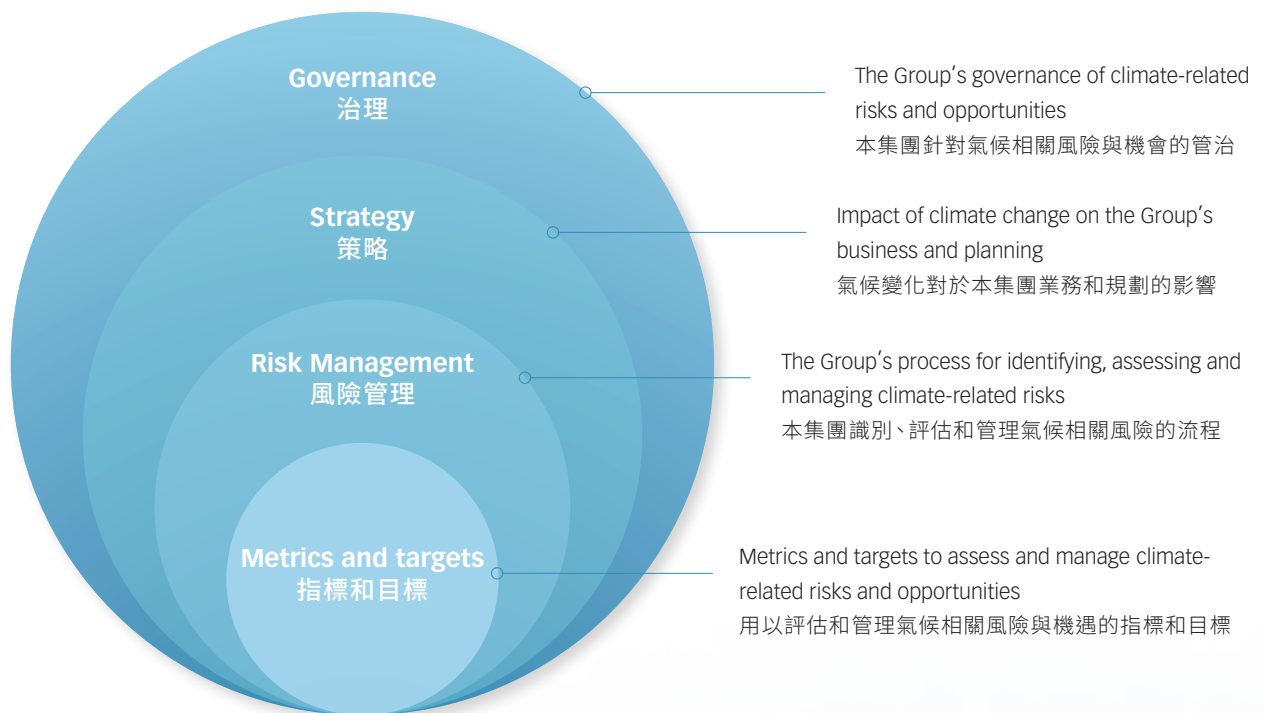 Governance
治理
The Group's governance of climate-related
risks and opportunities
本集團針對氣候相關風險與機會的管治
Strategy
策略
Impact of climate change on the Group's
business and planning
氣候變化對於本集團業務和規劃的影響
Risk Management
風險管理
The Group's process for identifying, assessing and
managing climate-related risks
本集團識別、評估和管理氣候相關風險的流程
Metrics and targets
指標和目標
Metrics and targets to assess and manage climate-
related risks and opportunities
用以評估和管理氣候相關風險與機遇的指標和目標